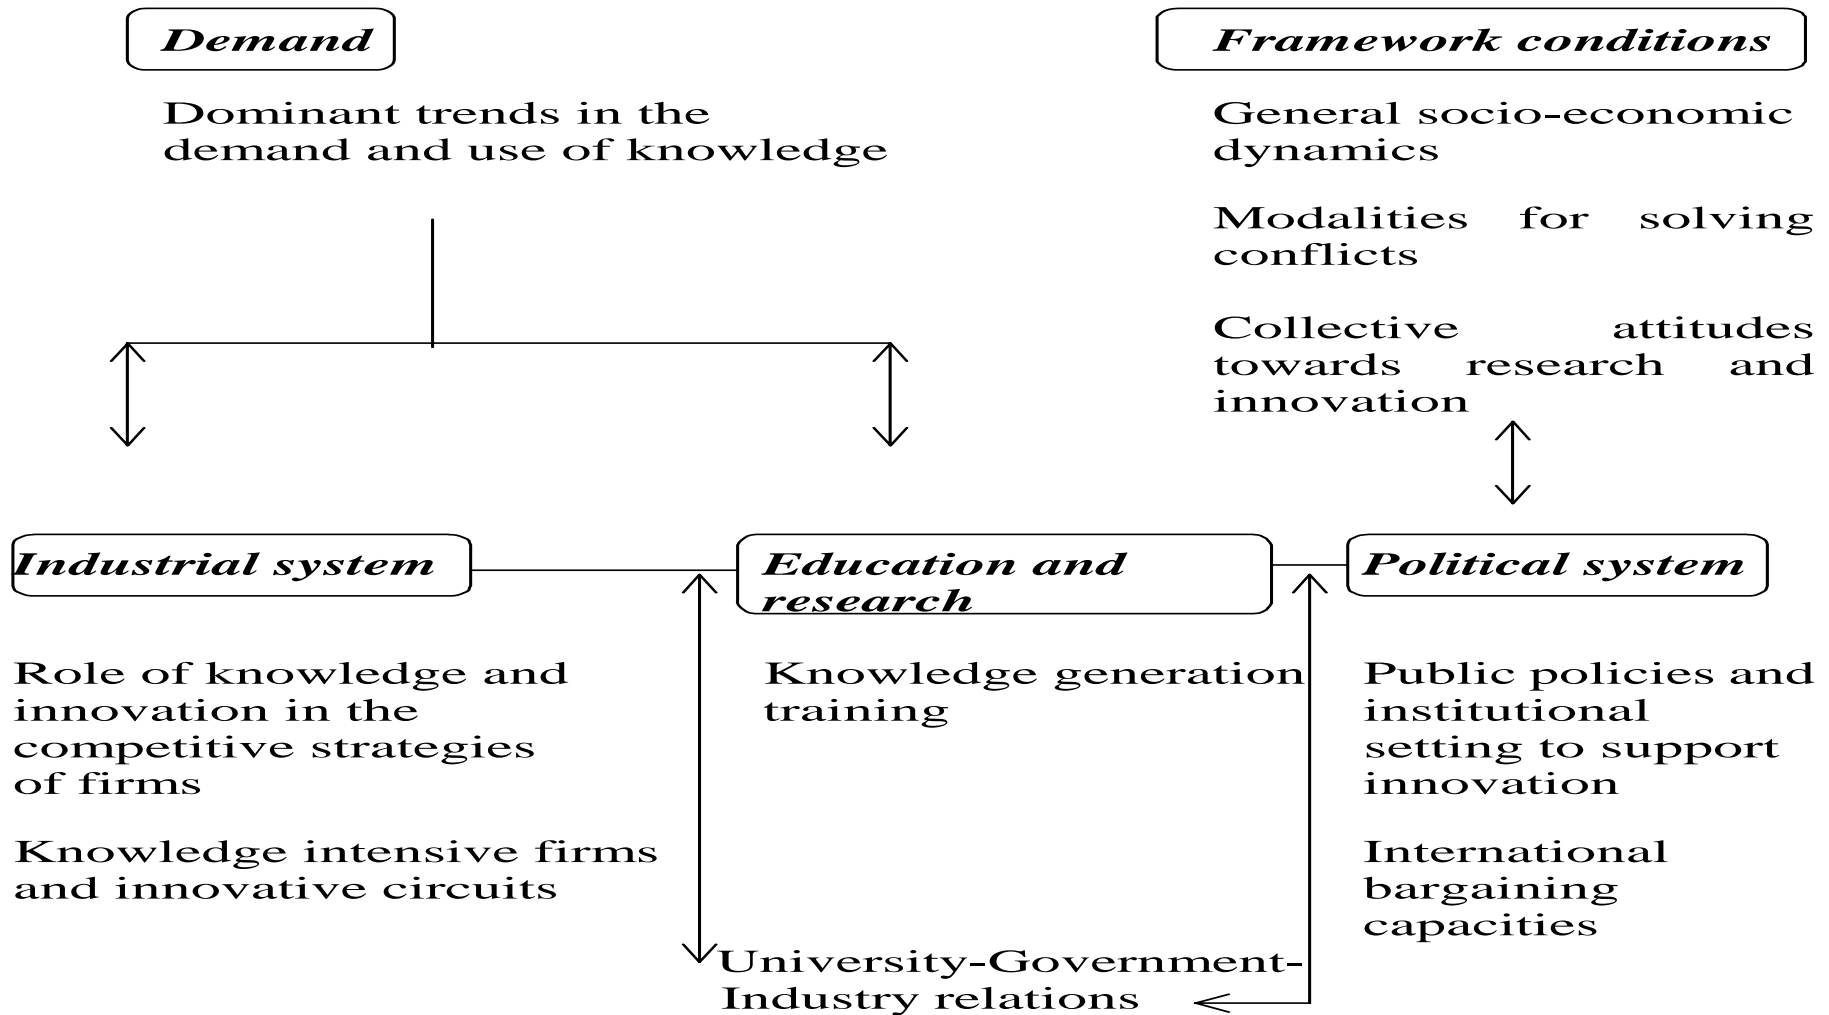 Demand
Dominant trends in the
demand and use of knowledge
Framework conditions
General socio-economic
dynamics
Modalities for solving
conflicts
Collective attitudes
towards research and
innovation
Industrial system
Role of knowledge and
innovation in the
competitive strategies
of firms
Knowledge intensive firms
and innovative circuits
Education and
research
Knowledge generation
training
University-Government-
Industry relations
Political system
Public policies and
institutional
setting to support
innovation
International
bargaining
capacities